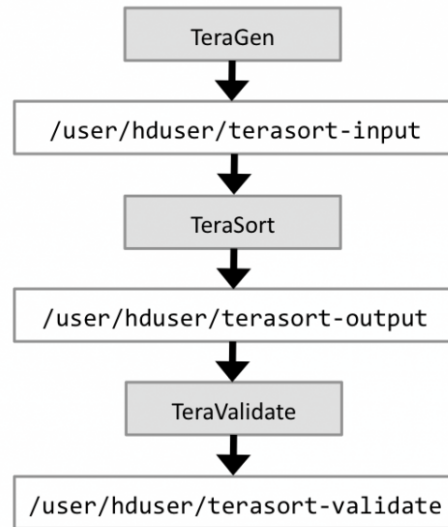 TeraGen
/user/hduser/terasort-input
TeraSort
/user/hduser/terasort-output
TeraValidate
/user/hduser/terasort-validate